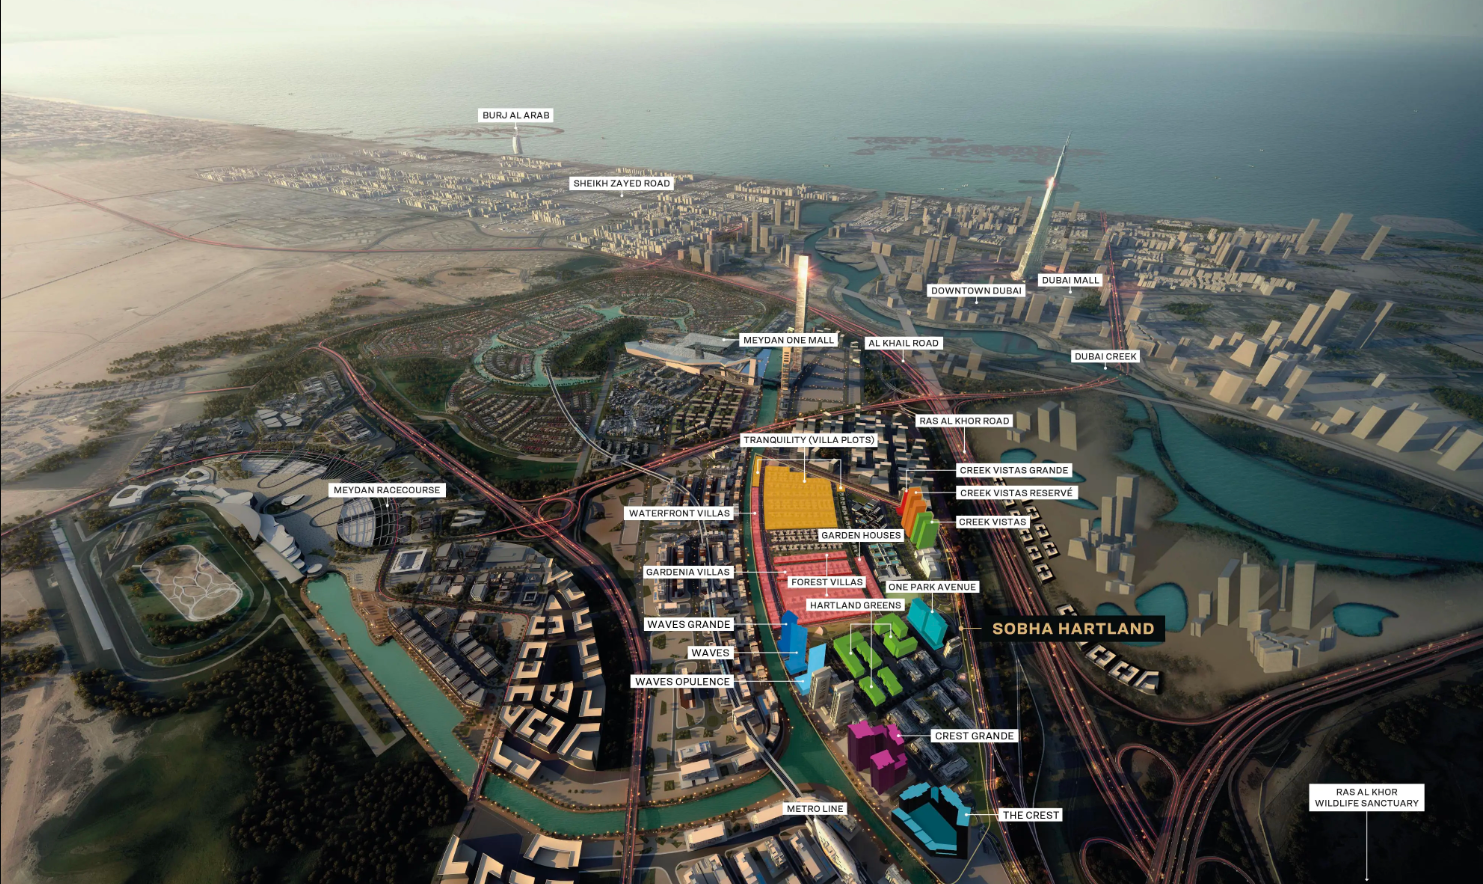 BURJ AL ARAB
SHEIKH ZAYED ROAD
DOWNTOWN DUBAI
DUBAI MALL
MEYDAN ONE MALL
AL KHAIL ROAD
DUBAI CREEK
RAS AL KHOR ROAD
TRANQUILITY (VILLA PLOTS)
CREEK VISTAS GRANDE
MEYDAN RACECOURSE
CREEK VISTAS RESERVÉ
WATERFRONT VILLAS
CREEK VISTAS
GARDEN HOUSES
GARDENIA VILLAS
FOREST VILLAS
ONE PARK AVENUE
HARTLAND GREENS
WAVES GRANDE
SOBHA HARTLAND
WAVES
WAVES OPULENCE
CREST GRANDE
RAS AL KHOR
WILDLIFE SANCTUARY
METRO LINE
THE CREST